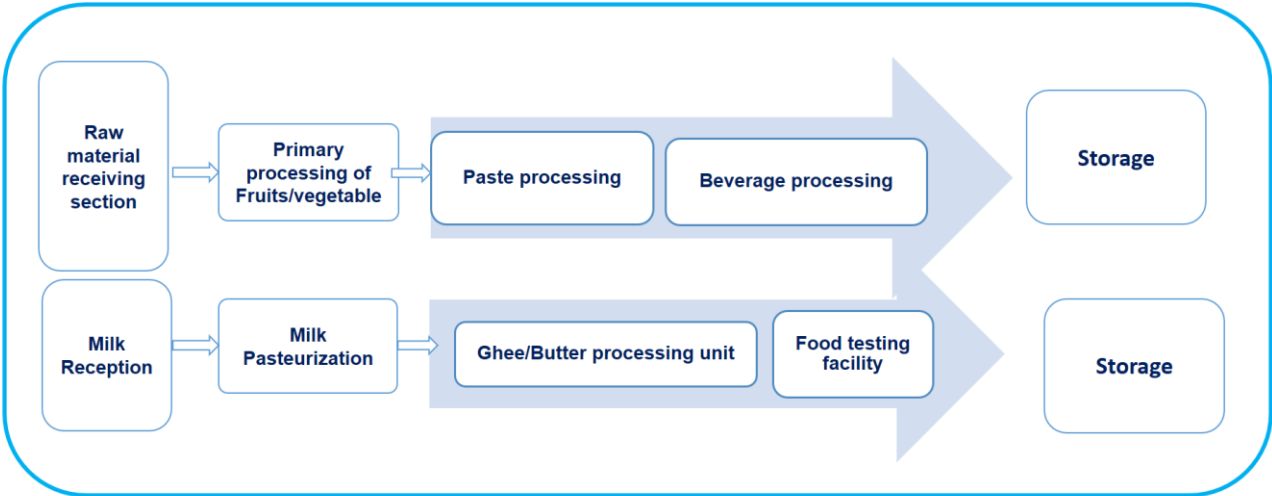 Raw
material
receiving
section
Primary
processing of
Fruits/vegetable
Paste processing
Beverage processing
Storage
Milk
Reception
Milk
Pasteurization
Ghee/Butter processing unit
Food testing
facility
Storage